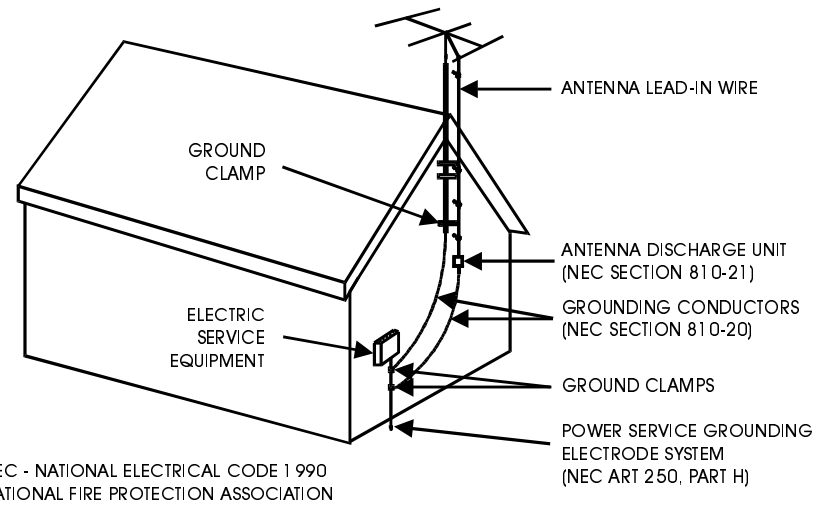 ANTENNA LEAD-IN WIRE
GROUND
CLAMP
ANTENNA DISCHARGE UNIT
(NEC SECTION 810-21)
GROUNDING CONDUCTORS
(NEC SECTION 810-20)
ELECTRIC
SERVICE
EQUIPMENT
GROUND CLAMPS
POWER SERVICE GROUNDING
ELECTRODE SYSTEM
(NEC ART 250, PART H)
EC - NATIONAL ELECTRICAL CODE 1990
ATIONAL FIRE PROTECTION ASSOCIATION